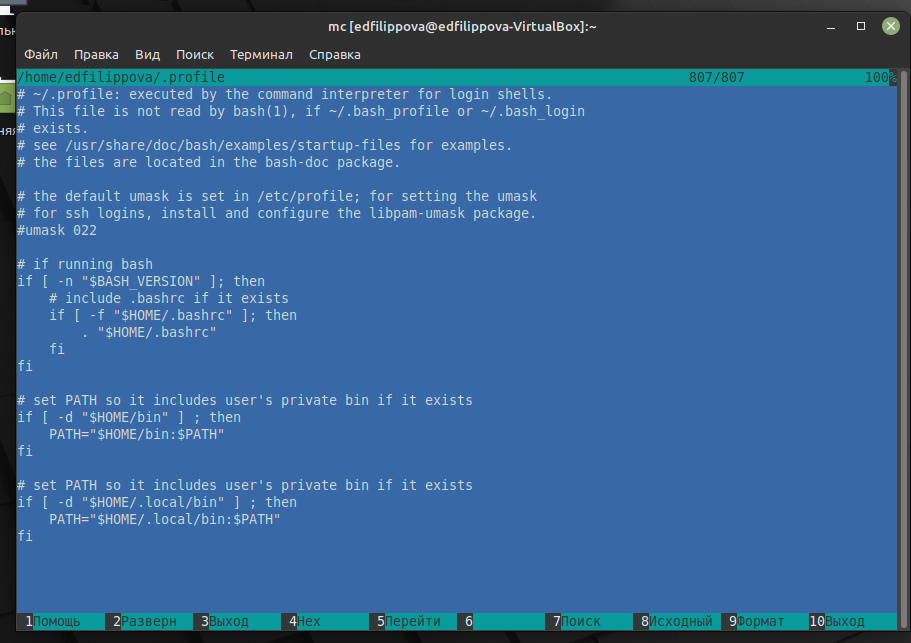 mc [edfilippova@edfilippova-VirtualBox]:~
Файл Правка Вид Поиск Терминал Справка
/home/edfilippova/.profile 807/807 100%
# ~/.profile: executed by the command interpreter for login shells.
# This file is not read by bash(1), if ~/.bash_profile or ~/.bash_login
# exists.
# see /usr/share/doc/bash/examples/startup-files for examples.
# the files are located in the bash-doc package.

# the default umask is set in /etc/profile; for setting the umask
# for ssh logins, install and configure the libpam-umask package.
#umask 022

# if running bash
if [ -n "$BASH_VERSION" ]; then
    # include .bashrc if it exists
    if [ -f "$HOME/.bashrc" ]; then
        . "$HOME/.bashrc"
    fi
fi

# set PATH so it includes user's private bin if it exists
if [ -d "$HOME/bin" ] ; then
    PATH="$HOME/bin:$PATH"
fi

# set PATH so it includes user's private bin if it exists
if [ -d "$HOME/.local/bin" ] ; then
    PATH="$HOME/.local/bin:$PATH"
fi
1Помощь 2Разверн 3Выход 4Hex 5Перейти 6 7Поиск 8Исходный 9Формат 10Выход